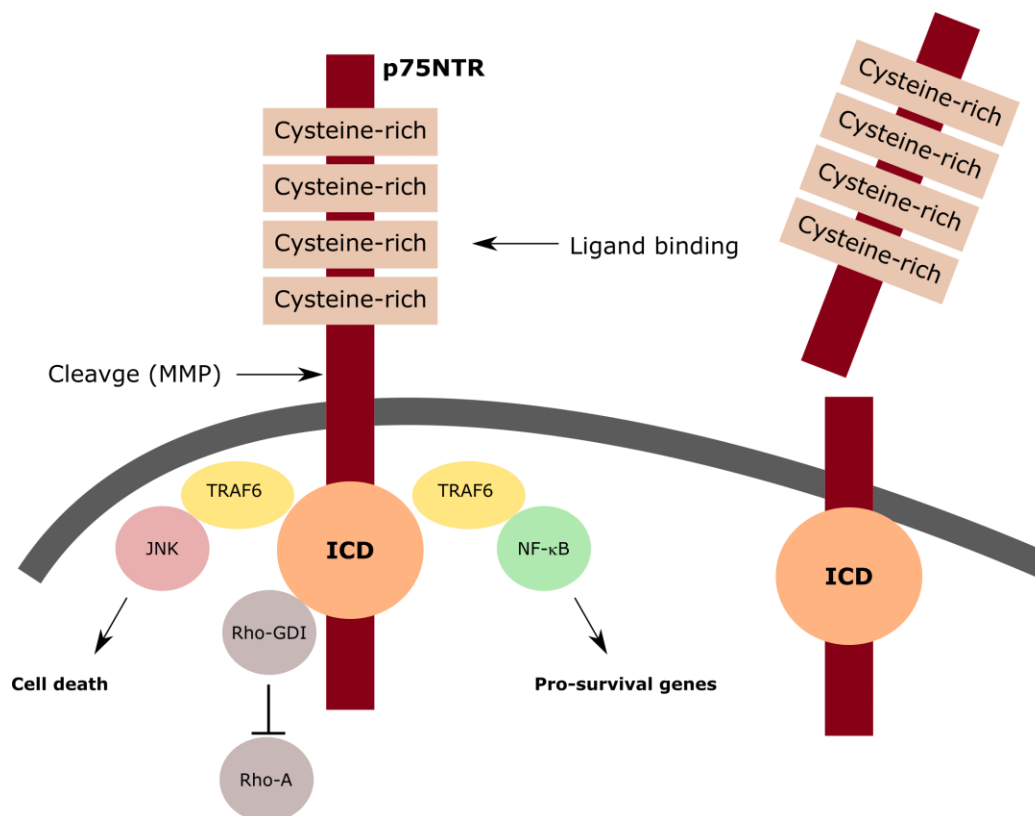 p75NTR
Cysteine-rich
Cysteine-rich
Cysteine-rich
Cysteine-rich
Ligand binding
Cleavge (MMP)
TRAF6
JNK
ICD
TRAF6
NF-κB
Rho-GDI
Cell death
Pro-survival genes
Rho-A
Cysteine-rich
Cysteine-rich
Cysteine-rich
Cysteine-rich
ICD